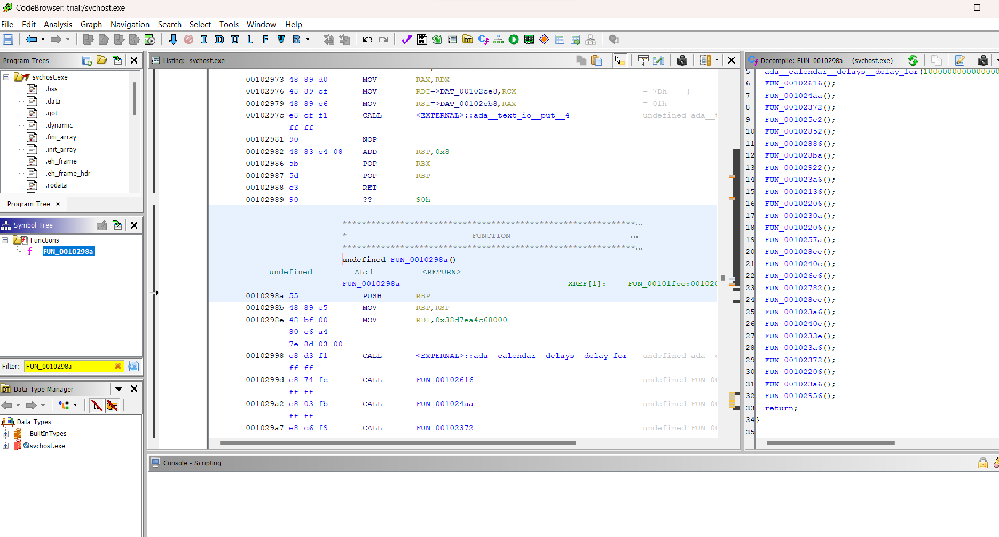 CodeBrowser: trial:/svchost.exe
File Edit Analysis Graph Navigation Search Select Tools Window Help
I D U L F V B
Program Trees
svchost.exe
.bss
.data
.got
.dynamic
.fini_array
.init_array
.eh_frame
.eh_frame_hdr
.rodata
Program Tree ×
Symbol Tree
Functions
f FUN_0010298a
Filter: FUN_0010298a
Data Type Manager
Data Types
BuiltInTypes
svchost.exe
Listing: svchost.exe
00102973 48 89 d0 MOV RAX,RDX
00102976 48 89 cf MOV RDI=>DAT_00102ce8,RCX = 7Dh }
00102979 48 89 c6 MOV RSI=>DAT_00102cb8,RAX = 01h
0010297c e8 cf f1 CALL <EXTERNAL>::ada__text_io__put__4 undefined ada__t
ff ff
00102981 90 NOP
00102982 48 83 c4 08 ADD RSP,0x8
00102986 5b POP RBX
00102987 5d POP RBP
00102988 c3 RET
00102989 90 ?? 90h
*************************************************************...
* FUNCTION ...
*************************************************************...
undefined FUN_0010298a()
undefined AL:1 <RETURN>
FUN_0010298a XREF[1]: FUN_00101fcc:001020
0010298a 55 PUSH RBP
0010298b 48 89 e5 MOV RBP,RSP
0010298e 48 bf 00 MOV RDI,0x38d7ea4c68000
80 c6 a4
7e 8d 03 00
00102998 e8 d3 f1 CALL <EXTERNAL>::ada__calendar__delays__delay_for undefined ada__c
ff ff
0010299d e8 74 fc CALL FUN_00102616 undefined FUN_00
ff ff
001029a2 e8 03 fb CALL FUN_001024aa undefined FUN_00
ff ff
001029a7 e8 c6 f9 CALL FUN_00102372 undefined FUN_00
Decompile: FUN_0010298a - (svchost.exe)
5 ada__calendar__delays__delay_for(1000000000000000
6 FUN_00102616();
7 FUN_001024aa();
8 FUN_00102372();
9 FUN_001025e2();
10 FUN_00102852();
11 FUN_00102886();
12 FUN_001028ba();
13 FUN_00102922();
14 FUN_001023a6();
15 FUN_00102136();
16 FUN_00102206();
17 FUN_0010230a();
18 FUN_00102206();
19 FUN_0010257a();
20 FUN_001028ee();
21 FUN_0010240e();
22 FUN_001026e6();
23 FUN_00102782();
24 FUN_001028ee();
25 FUN_001023a6();
26 FUN_0010240e();
27 FUN_0010233e();
28 FUN_001023a6();
29 FUN_00102372();
30 FUN_00102206();
31 FUN_001023a6();
32 FUN_00102956();
33 return;
34 }
35
Console - Scripting